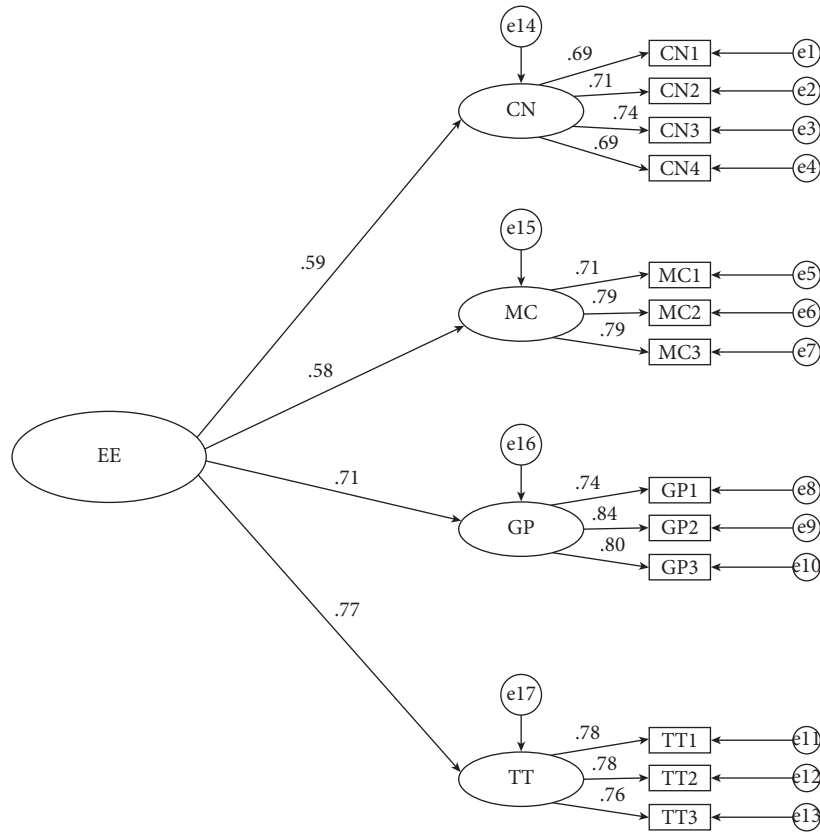 e14
.69
CN1
e1
.71
CN2
e2
CN
.74
CN3
e3
.69
CN4
e4
.59
e15
.71
MC1
e5
.79
MC2
e6
MC
.79
MC3
e7
.58
EE
e16
.71
.74
GP1
e8
.84
GP2
e9
GP
.80
GP3
e10
.77
e17
.78
TT1
e11
.78
TT2
e12
TT
.76
TT3
e13